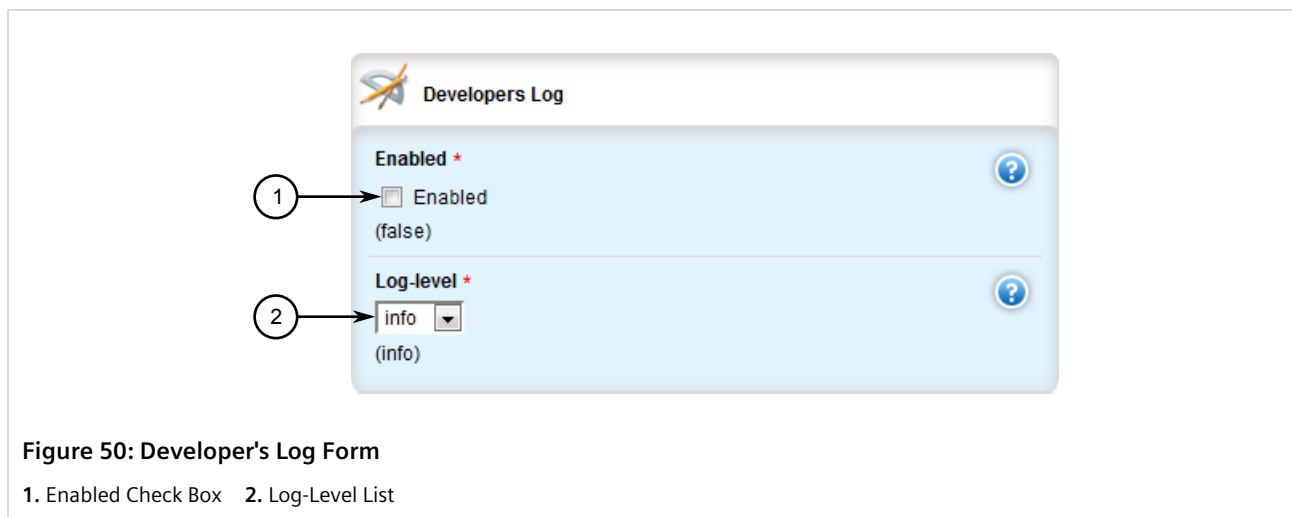 Developers Log
Enabled *
?
1
Enabled
(false)
Log-level *
?
2
info
(info)
Figure 50: Developer's Log Form
1. Enabled Check Box 2. Log-Level List